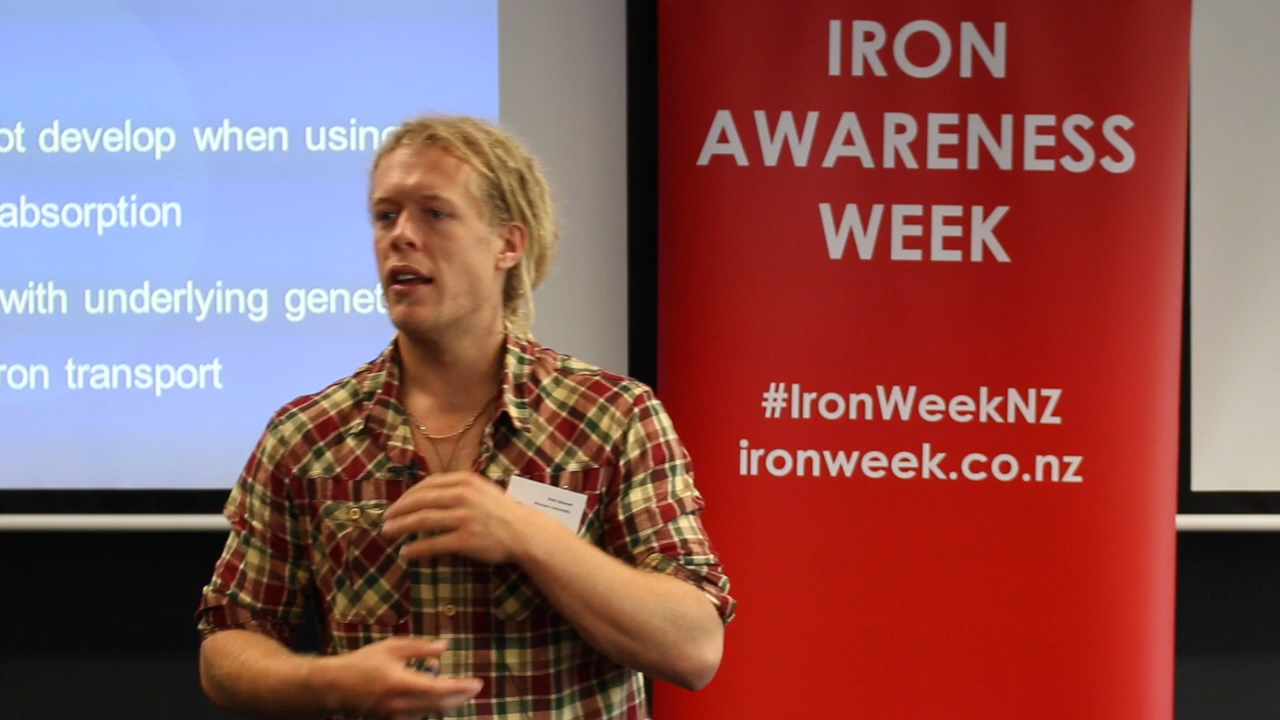 ot develop when using
absorption
with underlying genet
ron transport
IRON
AWARENESS
WEEK
#IronWeekNZ
ironweek.co.nz